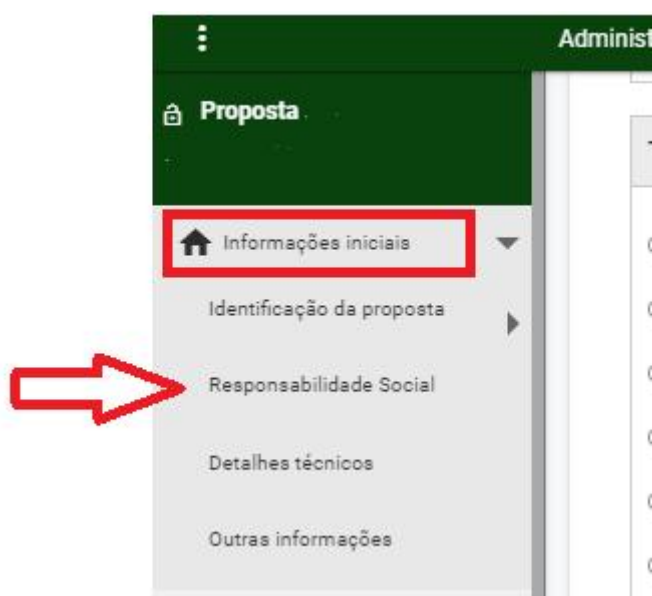 Administ
Proposta
Informações iniciais
Identificação da proposta
Responsabilidade Social
Detalhes técnicos
Outras informações